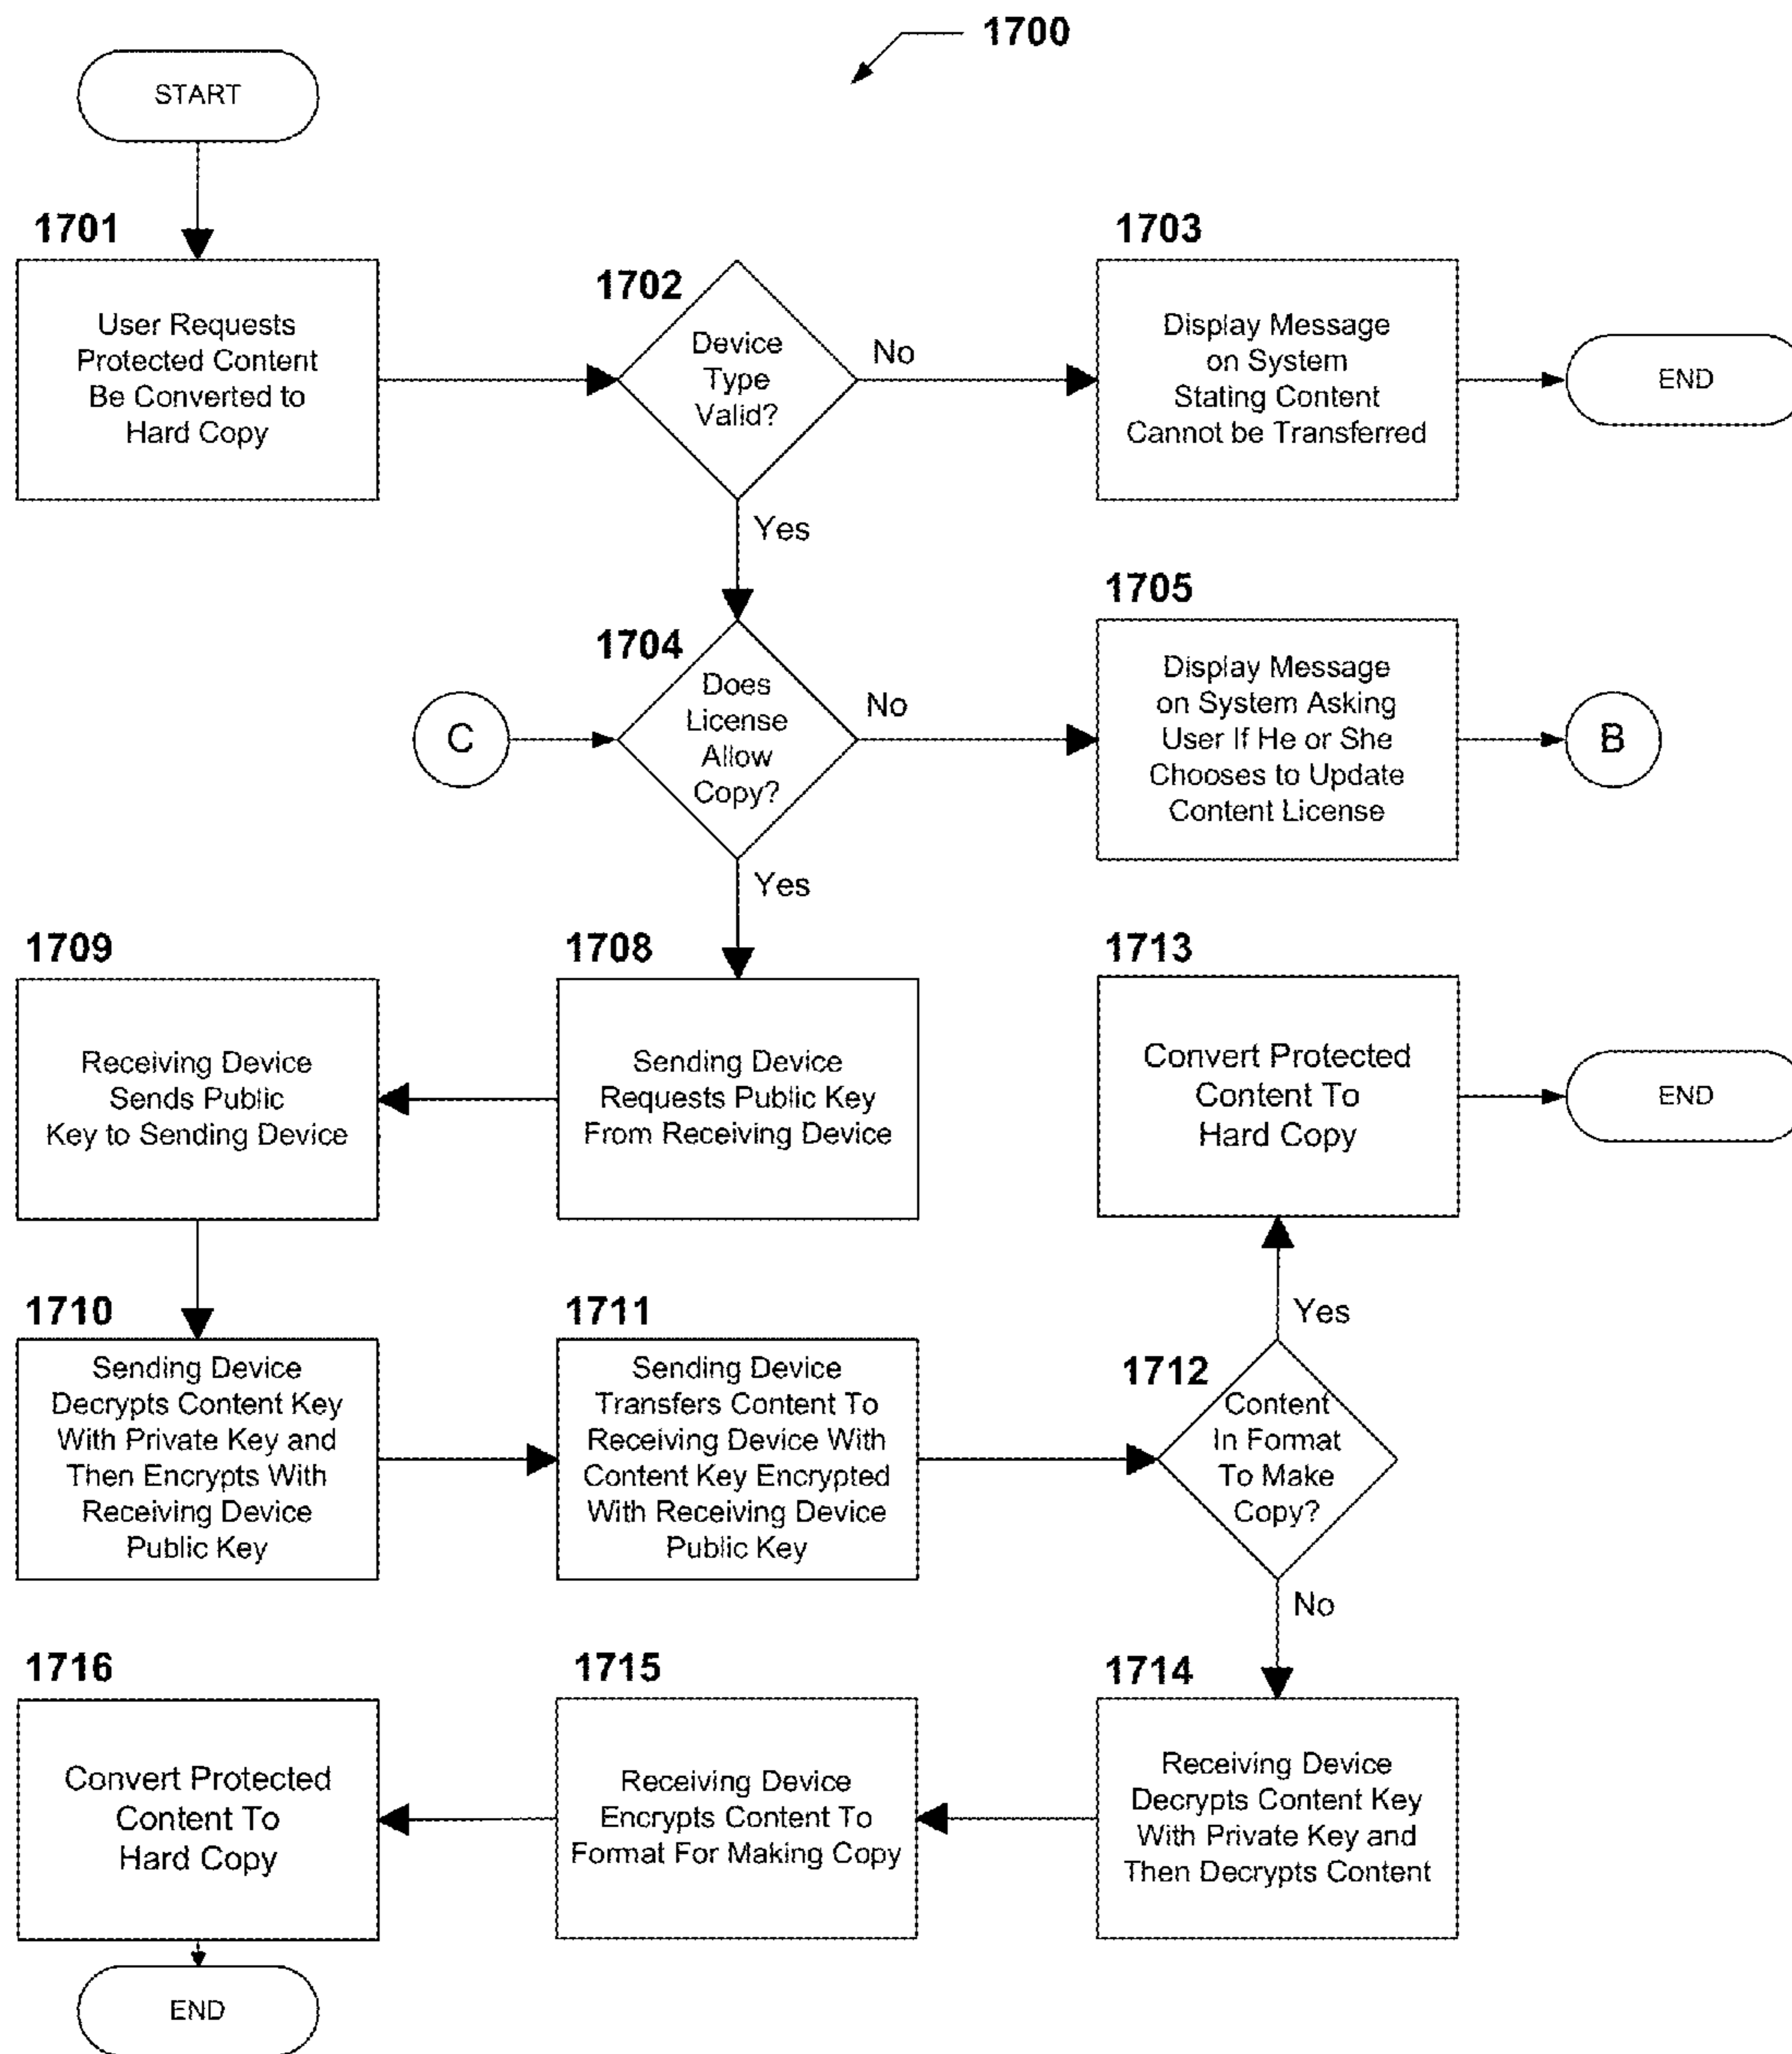 1700
START
1701
User Requests
Protected Content
Be Converted to
Hard Copy
1702
Device
Type
Valid?
No
Yes
1703
Display Message
on System
Stating Content
Cannot be Transferred
END
C
1704
Does
License
Allow
Copy?
No
Yes
1705
Display Message
on System Asking
User If He or She
Chooses to Update
Content License
B
1709
Receiving Device
Sends Public
Key to Sending Device
1708
Sending Device
Requests Public Key
From Receiving Device
1713
Convert Protected
Content To
Hard Copy
END
1710
Sending Device
Decrypts Content Key
With Private Key and
Then Encrypts With
Receiving Device
Public Key
1711
Sending Device
Transfers Content To
Receiving Device With
Content Key Encrypted
With Receiving Device
Public Key
Yes
1712
Content
In Format
To Make
Copy?
No
1716
Convert Protected
Content To
Hard Copy
1715
Receiving Device
Encrypts Content To
Format For Making Copy
1714
Receiving Device
Decrypts Content Key
With Private Key and
Then Decrypts Content
END